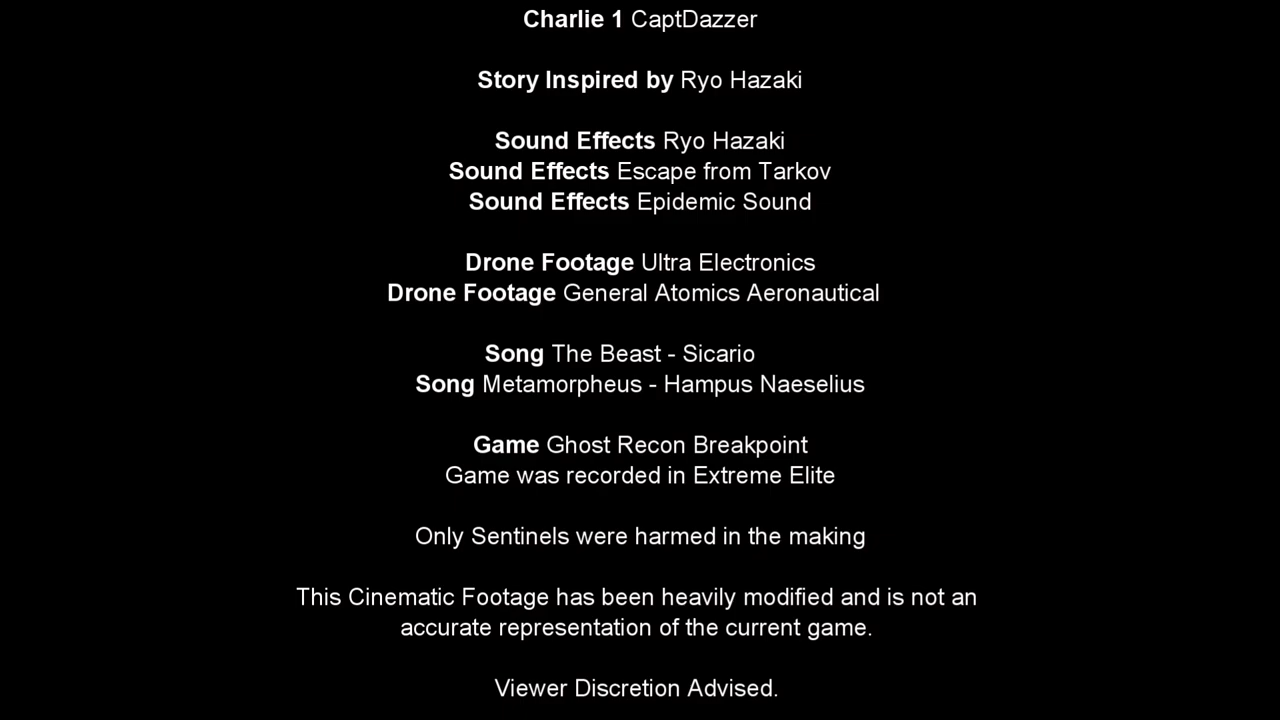 Charlie 1 CaptDazzer
Story Inspired by Ryo Hazaki
Sound Effects Ryo Hazaki
Sound Effects Escape from Tarkov
Sound Effects Epidemic Sound
Drone Footage Ultra Electronics
Drone Footage General Atomics Aeronautical
Song The Beast - Sicario
Song Metamorpheus - Hampus Naeselius
Game Ghost Recon Breakpoint
Game was recorded in Extreme Elite
Only Sentinels were harmed in the making
This Cinematic Footage has been heavily modified and is not an
accurate representation of the current game.
Viewer Discretion Advised.